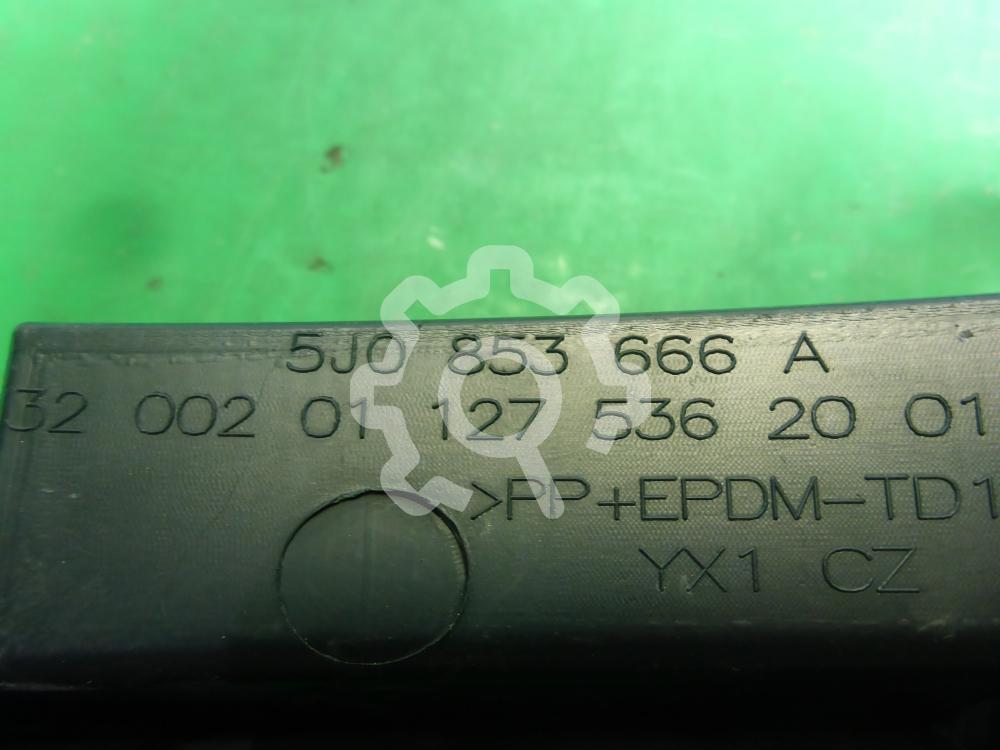 5J0 853 666 A
32 002 01 127 536 20 01
>PP+EPDM-TD1
YX1 CZ